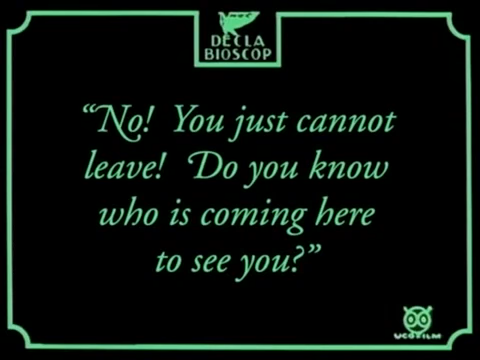 DECLA
BIOSCOP
“No! You just cannot
leave! Do you know
who is coming here
to see you?”
UCOFILM